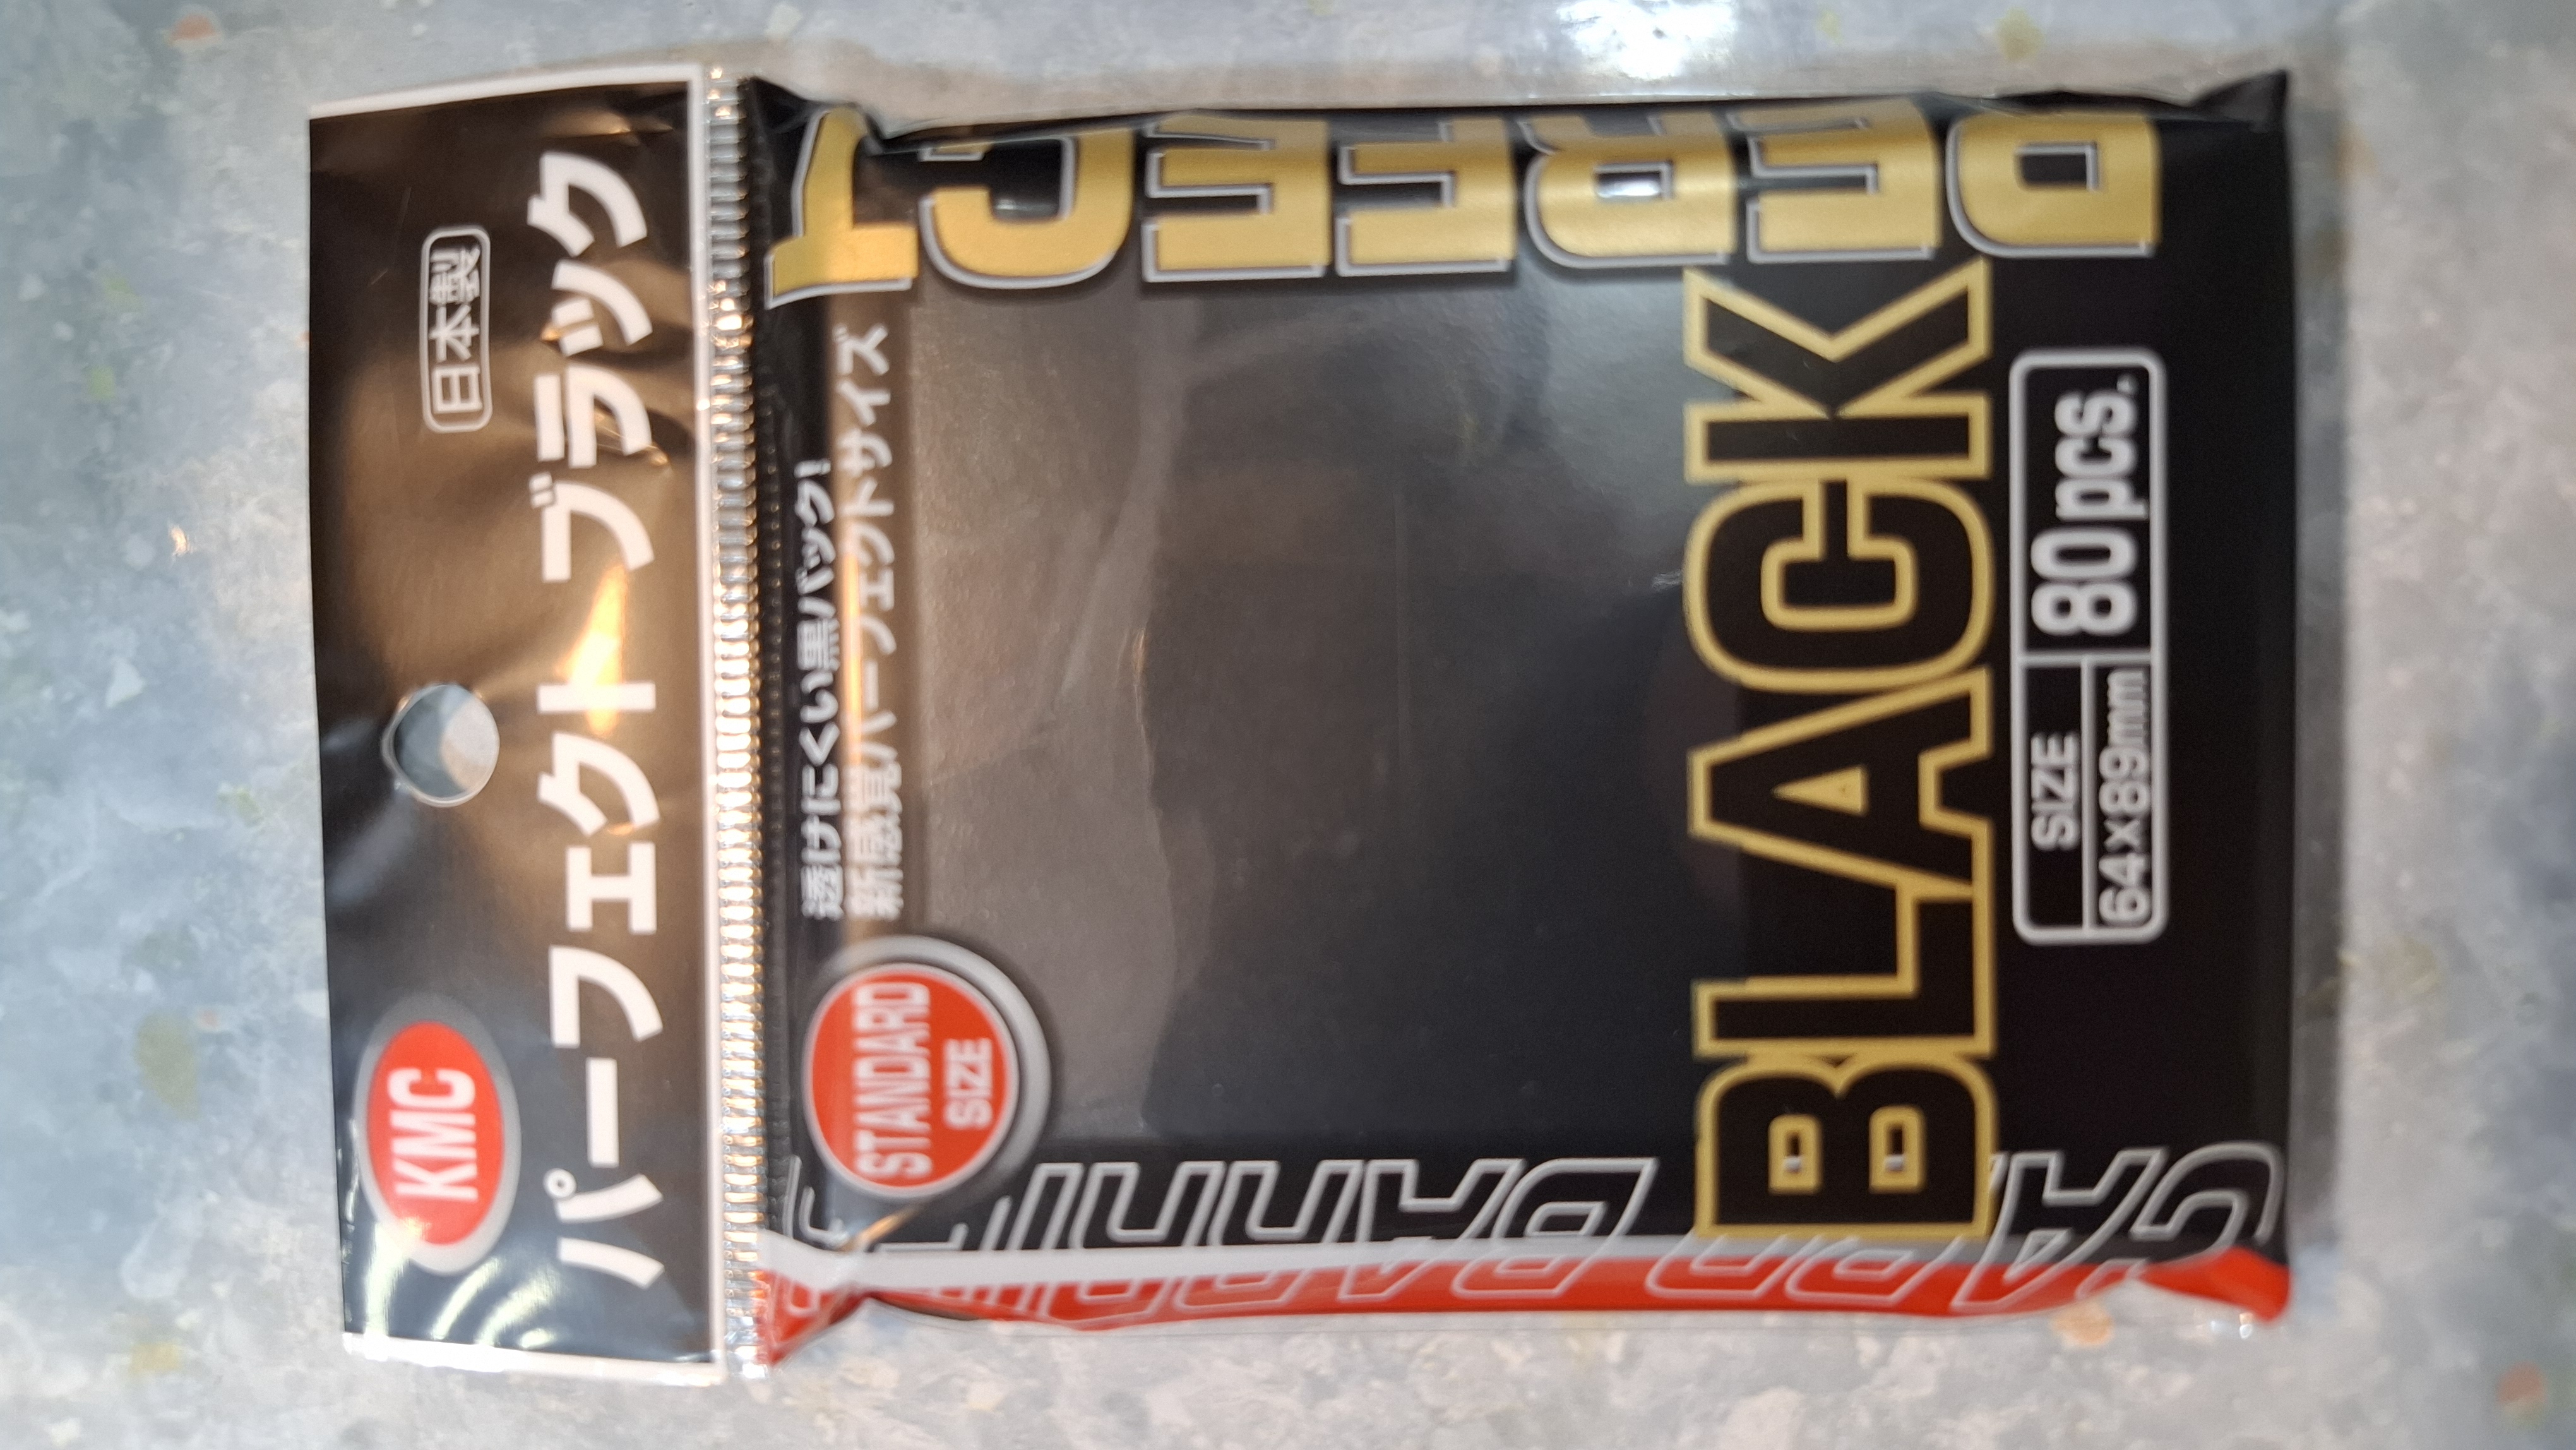 日本製
KMC
パーフェクト ブラック
透けにくい黒バック!
新感覚パーフェクトサイズ
STANDARD
SIZE
PERFECT
BLACK
SIZE
64×89mm
80pcs.
CARD BARRIER